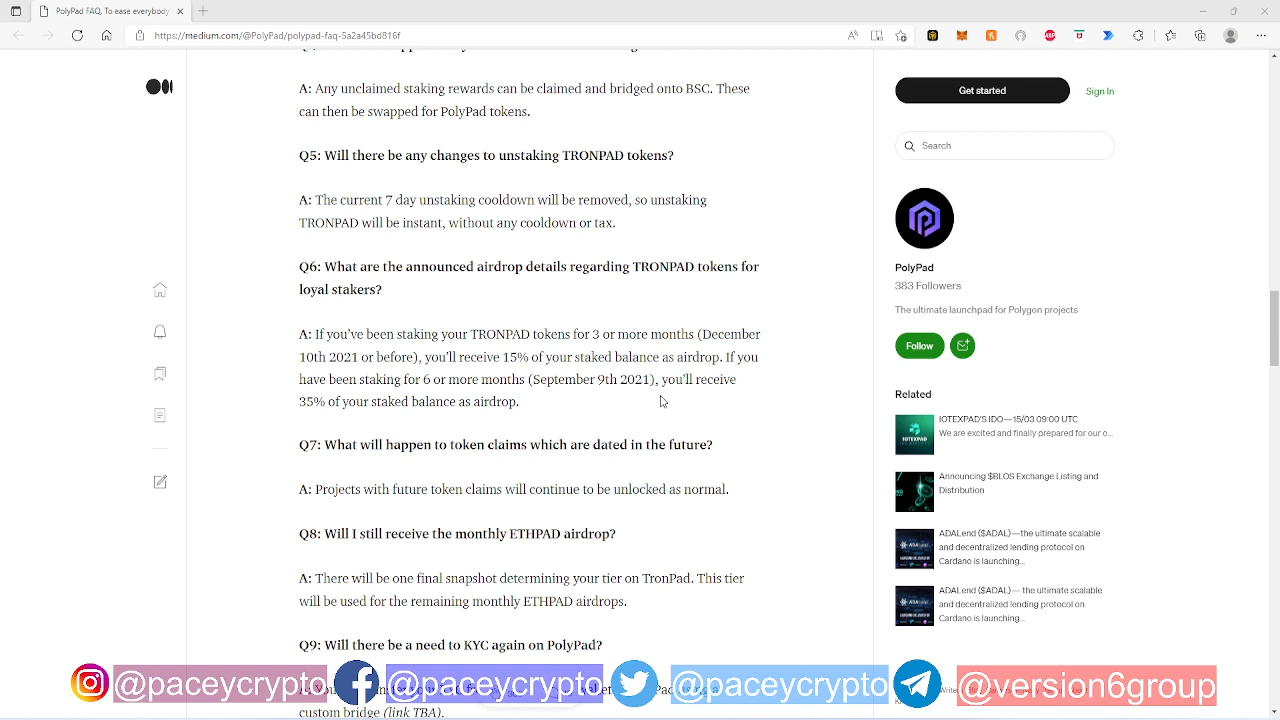 PolyPad FAQ, To ease everybody
https://medium.com/@PolyPad/polypad-faq-5a2a45bd816f
A: Any unclaimed staking rewards can be claimed and bridged onto BSC. These
can then be swapped for PolyPad tokens.
Q5: Will there be any changes to unstaking TRONPAD tokens?
A: The current 7 day unstaking cooldown will be removed, so unstaking
TRONPAD will be instant, without any cooldown or tax.
Q6: What are the announced airdrop details regarding TRONPAD tokens for
loyal stakers?
A: If you've been staking your TRONPAD tokens for 3 or more months (December
10th 2021 or before), you'll receive 15% of your staked balance as airdrop. If you
have been staking for 6 or more months (September 9th 2021), you'll receive
35% of your staked balance as airdrop.
Q7: What will happen to token claims which are dated in the future?
A: Projects with future token claims will continue to be unlocked as normal.
Q8: Will I still receive the monthly ETHPAD airdrop?
A: There will be one final snapshot determining your tier on TronPad. This tier
will be used for the remaining monthly ETHPAD airdrops.
Q9: Will there be a need to KYC again on PolyPad?
custom bridge (link TBA).
Get started
Sign In
Search
PolyPad
383 Followers
The ultimate launchpad for Polygon projects
Follow
Related
IOTEXPAD'S IDO — 15/03 09:00 UTC
We are excited and finally prepared for our o...
Announcing $BLOS Exchange Listing and
Distribution
ADALend ($ADAL) — the ultimate scalable
and decentralized lending protocol on
Cardano is launching...
ADALend ($ADAL) — the ultimate scalable
and decentralized lending protocol on
Cardano is launching...
@paceycrypto
@paceycrypto
@version6group